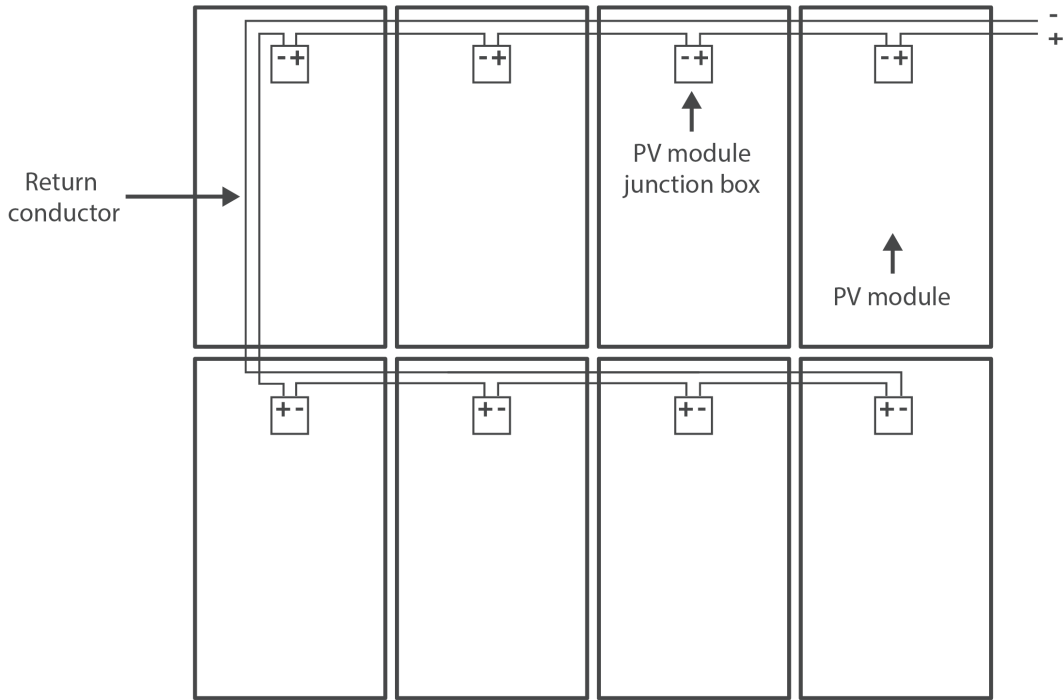 -
+
-+ -+ -+ -+
PV module
junction box
Return
conductor
PV module
+- +- +- +-